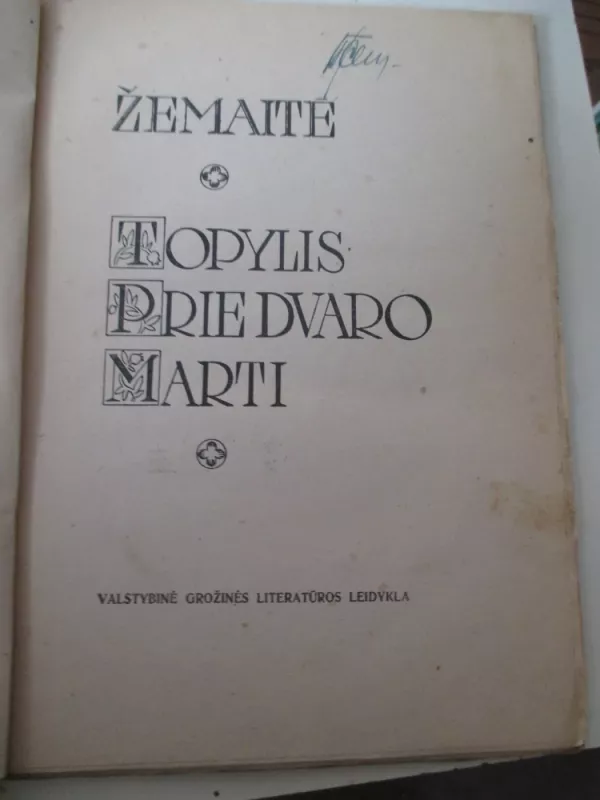 ŽEMAITĖ
TOPYLIS
PRIE DVARO
MARTI
VALSTYBINĖ GROŽINĖS LITERATŪROS LEIDYKLA